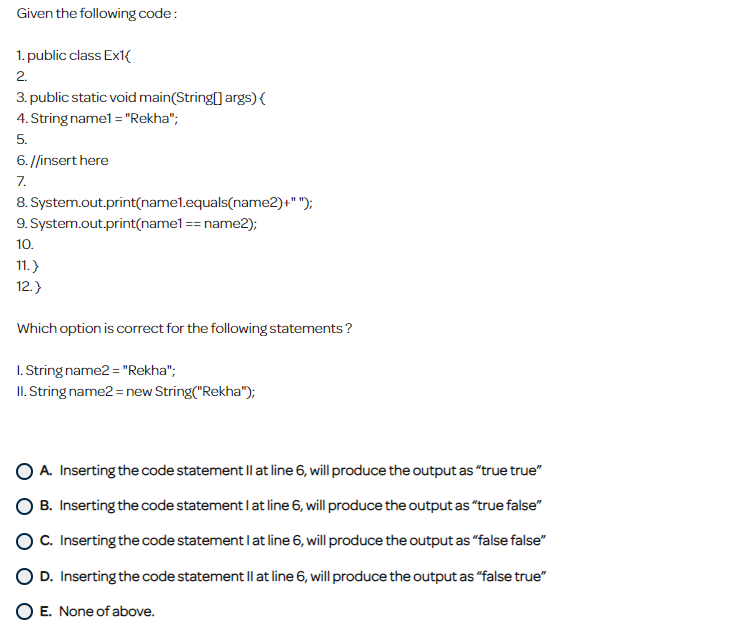 Given the following code :
1. public class Ex1{
2.
3. public static void main(String[] args) {
4. String name1 = "Rekha";
5.
6. //insert here
7.
8. System.out.print(name1.equals(name2)+" ");
9. System.out.print(name1 == name2);
10.
11. }
12. }
Which option is correct for the following statements ?
I. String name2 = "Rekha";
II. String name2 = new String("Rekha");
A. Inserting the code statement II at line 6, will produce the output as “true true”
B. Inserting the code statement I at line 6, will produce the output as “true false”
C. Inserting the code statement I at line 6, will produce the output as “false false”
D. Inserting the code statement II at line 6, will produce the output as “false true”
E. None of above.